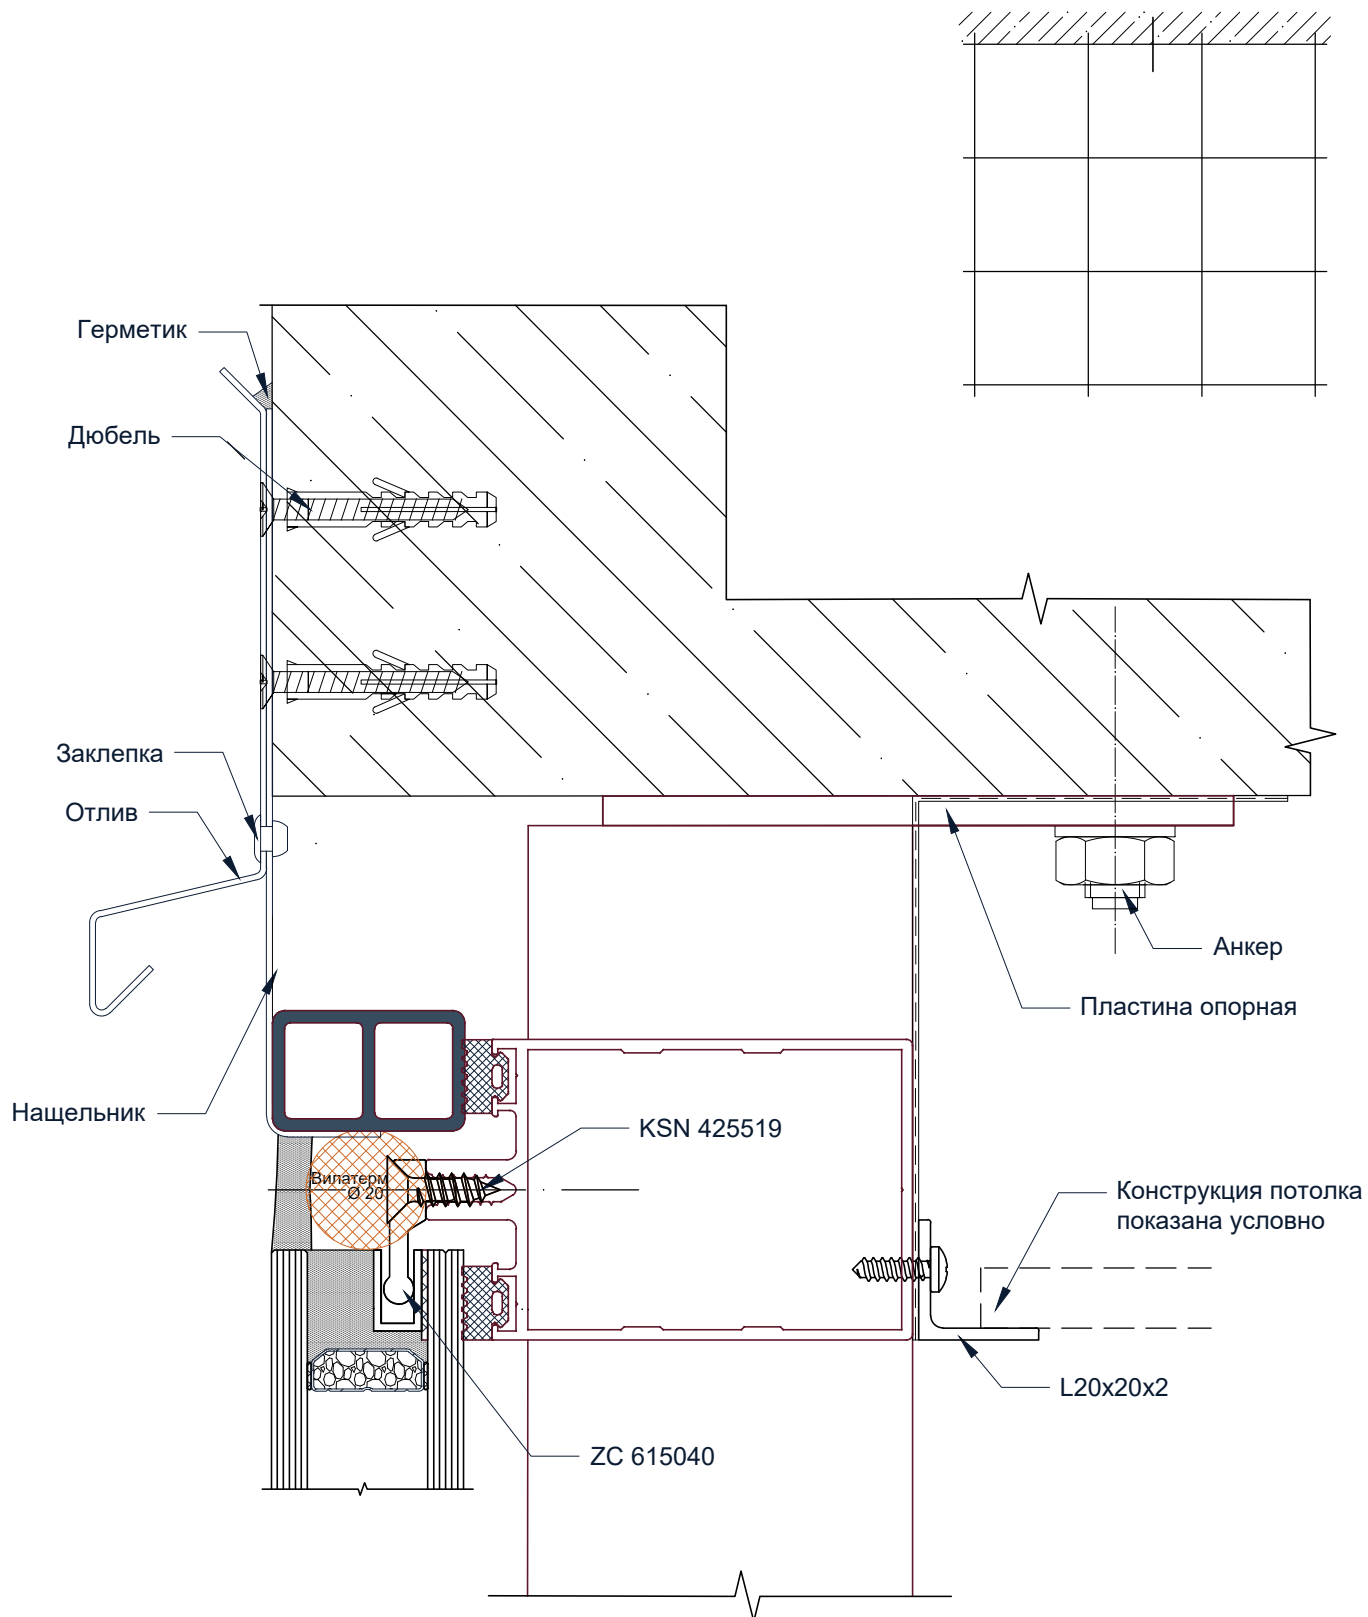 Герметик
Дюбель
Заклепка
Отлив
Анкер
Пластина опорная
Нащельник
KSN 425519
Вилатерм
Ø 20
Конструкция потолка
показана условно
L20x20x2
ZC 615040